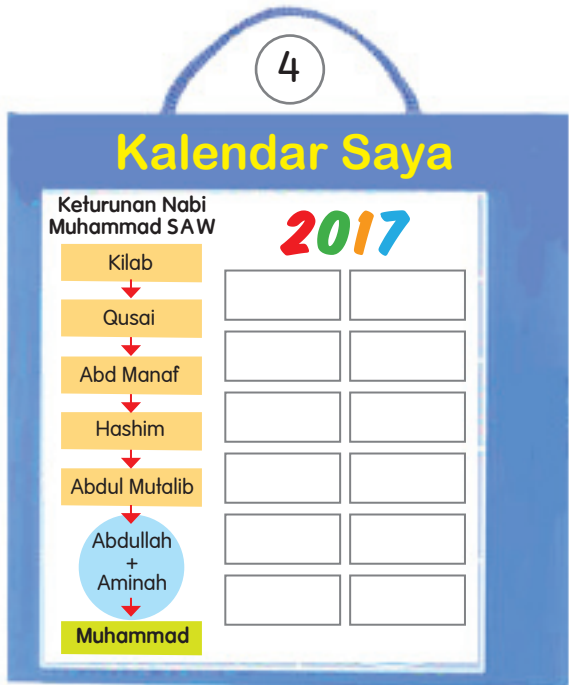 4
Kalendar Saya
Keturunan Nabi
Muhammad SAW
2017
Kilab
Qusai
Abd Manaf
Hashim
Abdul Mutalib
Abdullah
+
Aminah
Muhammad